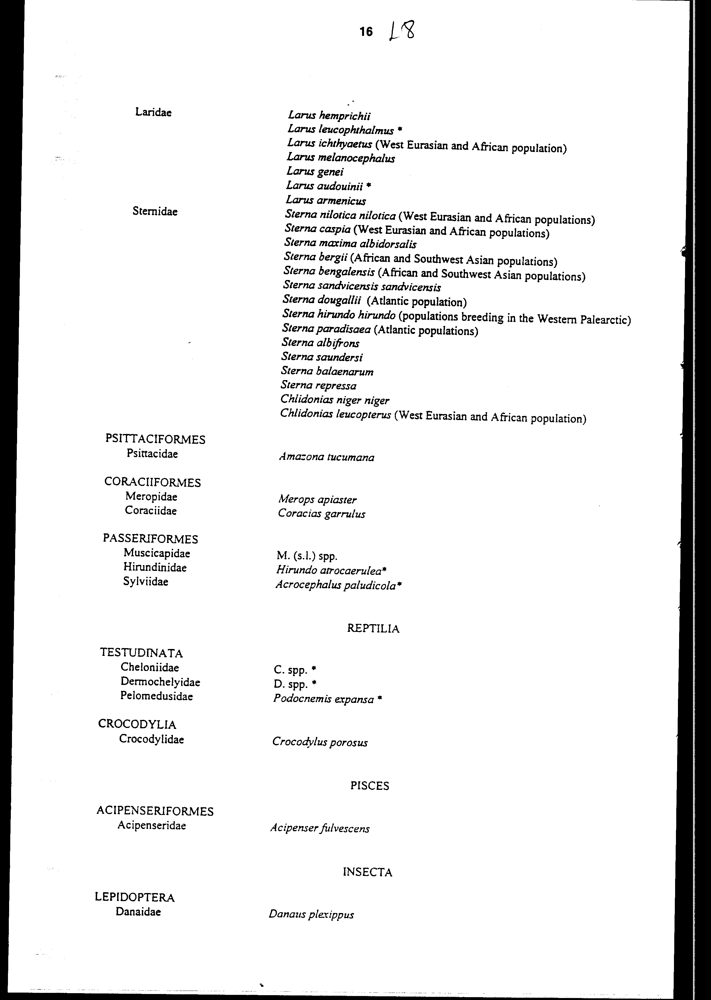 16 L8
Laridae Larus hemprichii
Larus leucophthalmus *
Larus ichthyaetus (West Eurasian and African population)
Larus melanocephalus
Larus genei
Larus audouinii *
Larus armenicus
Sternidae Sterna nilotica nilotica (West Eurasian and African populations)
Sterna caspia (West Eurasian and African populations)
Sterna maxima albidorsalis
Sterna bergii (African and Southwest Asian populations)
Sterna bengalensis (African and Southwest Asian populations)
Sterna sandvicensis sandvicensis
Sterna dougallii (Atlantic population)
Sterna hirundo hirundo (populations breeding in the Western Palearctic)
Sterna paradisaea (Atlantic populations)
Sterna albifrons
Sterna saundersi
Sterna balaenarum
Sterna repressa
Chlidonias niger niger
Chlidonias leucopterus (West Eurasian and African population)
PSITTACIFORMES
Psittacidae Amazona tucumana
CORACIIFORMES
Meropidae Merops apiaster
Coraciidae Coracias garrulus
PASSERIFORMES
Muscicapidae M. (s.l.) spp.
Hirundinidae Hirundo atrocaerulea*
Sylviidae Acrocephalus paludicola*
REPTILIA
TESTUDINATA
Cheloniidae C. spp. *
Dermochelyidae D. spp. *
Pelomedusidae Podocnemis expansa *
CROCODYLIA
Crocodylidae Crocodylus porosus
PISCES
ACIPENSERIFORMES
Acipenseridae Acipenser fulvescens
INSECTA
LEPIDOPTERA
Danaidae Danaus plexippus